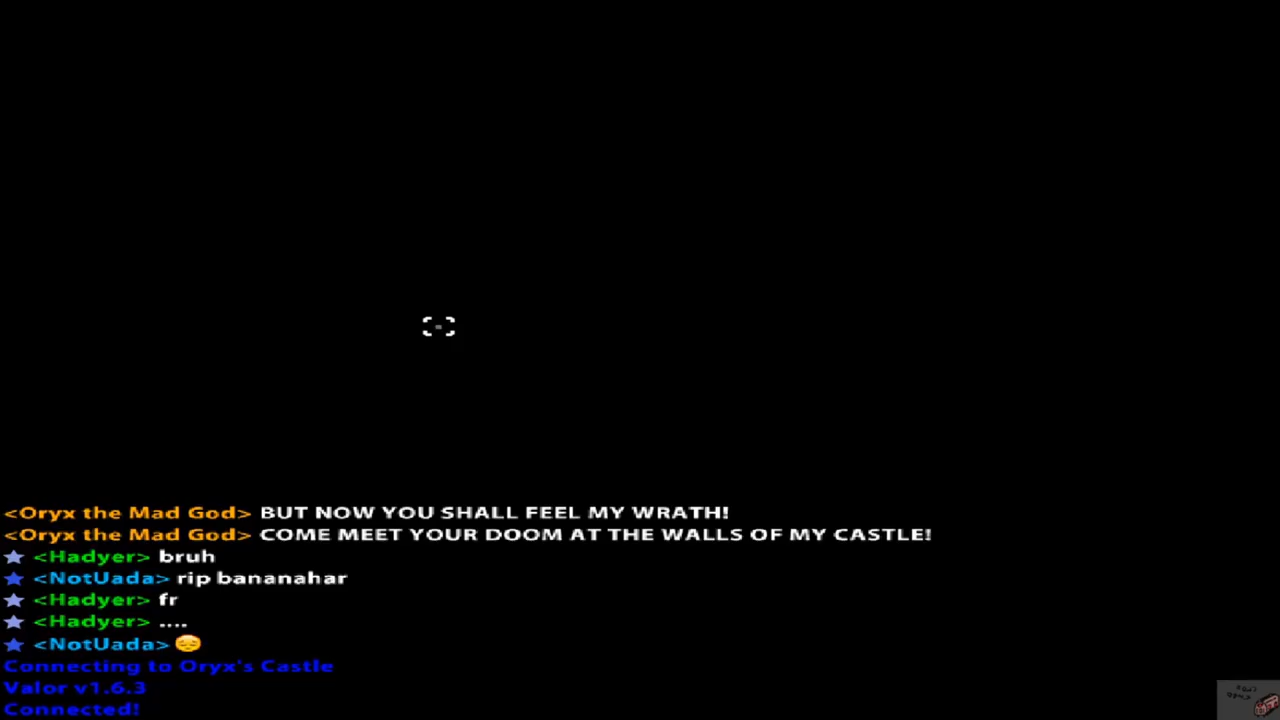 <Oryx the Mad God> BUT NOW YOU SHALL FEEL MY WRATH!
<Oryx the Mad God> COME MEET YOUR DOOM AT THE WALLS OF MY CASTLE!
<Hadyer> bruh
<NotUada> rip bananahar
<Hadyer> fr
<Hadyer> ....
<NotUada> 😔
Connecting to Oryx's Castle
Valor v1.6.3
Connected!